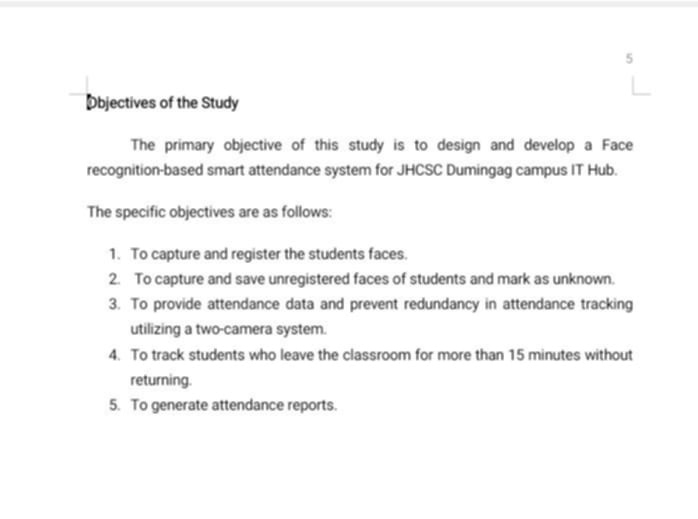 5
Objectives of the Study
The primary objective of this study is to design and develop a Face
recognition-based smart attendance system for JHCSC Dumingag campus IT Hub.
The specific objectives are as follows:
1. To capture and register the students faces.
2. To capture and save unregistered faces of students and mark as unknown.
3. To provide attendance data and prevent redundancy in attendance tracking
utilizing a two-camera system.
4. To track students who leave the classroom for more than 15 minutes without
returning.
5. To generate attendance reports.